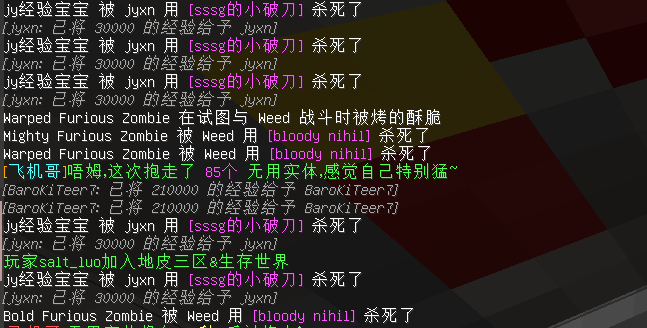 jy经验宝宝 被 jyxn 用 [sssg的小破刀] 杀死了
[jyxn: 已将 30000 的经验给予 jyxn]
jy经验宝宝 被 jyxn 用 [sssg的小破刀] 杀死了
[jyxn: 已将 30000 的经验给予 jyxn]
jy经验宝宝 被 jyxn 用 [sssg的小破刀] 杀死了
[jyxn: 已将 30000 的经验给予 jyxn]
Warped Furious Zombie 在试图与 Weed 战斗时被烤的酥脆
Mighty Furious Zombie 被 Weed 用 [bloody nihil] 杀死了
Warped Furious Zombie 被 Weed 用 [bloody nihil] 杀死了
[飞机哥]唔姆,这次抱走了 85个 无用实体,感觉自己特别猛~
[BaroKiTeer7: 已将 210000 的经验给予 BaroKiTeer7]
[BaroKiTeer7: 已将 210000 的经验给予 BaroKiTeer7]
jy经验宝宝 被 jyxn 用 [sssg的小破刀] 杀死了
[jyxn: 已将 30000 的经验给予 jyxn]
玩家salt_luo加入地皮三区&生存世界
jy经验宝宝 被 jyxn 用 [sssg的小破刀] 杀死了
[jyxn: 已将 30000 的经验给予 jyxn]
Bold Furious Zombie 被 Weed 用 [bloody nihil] 杀死了